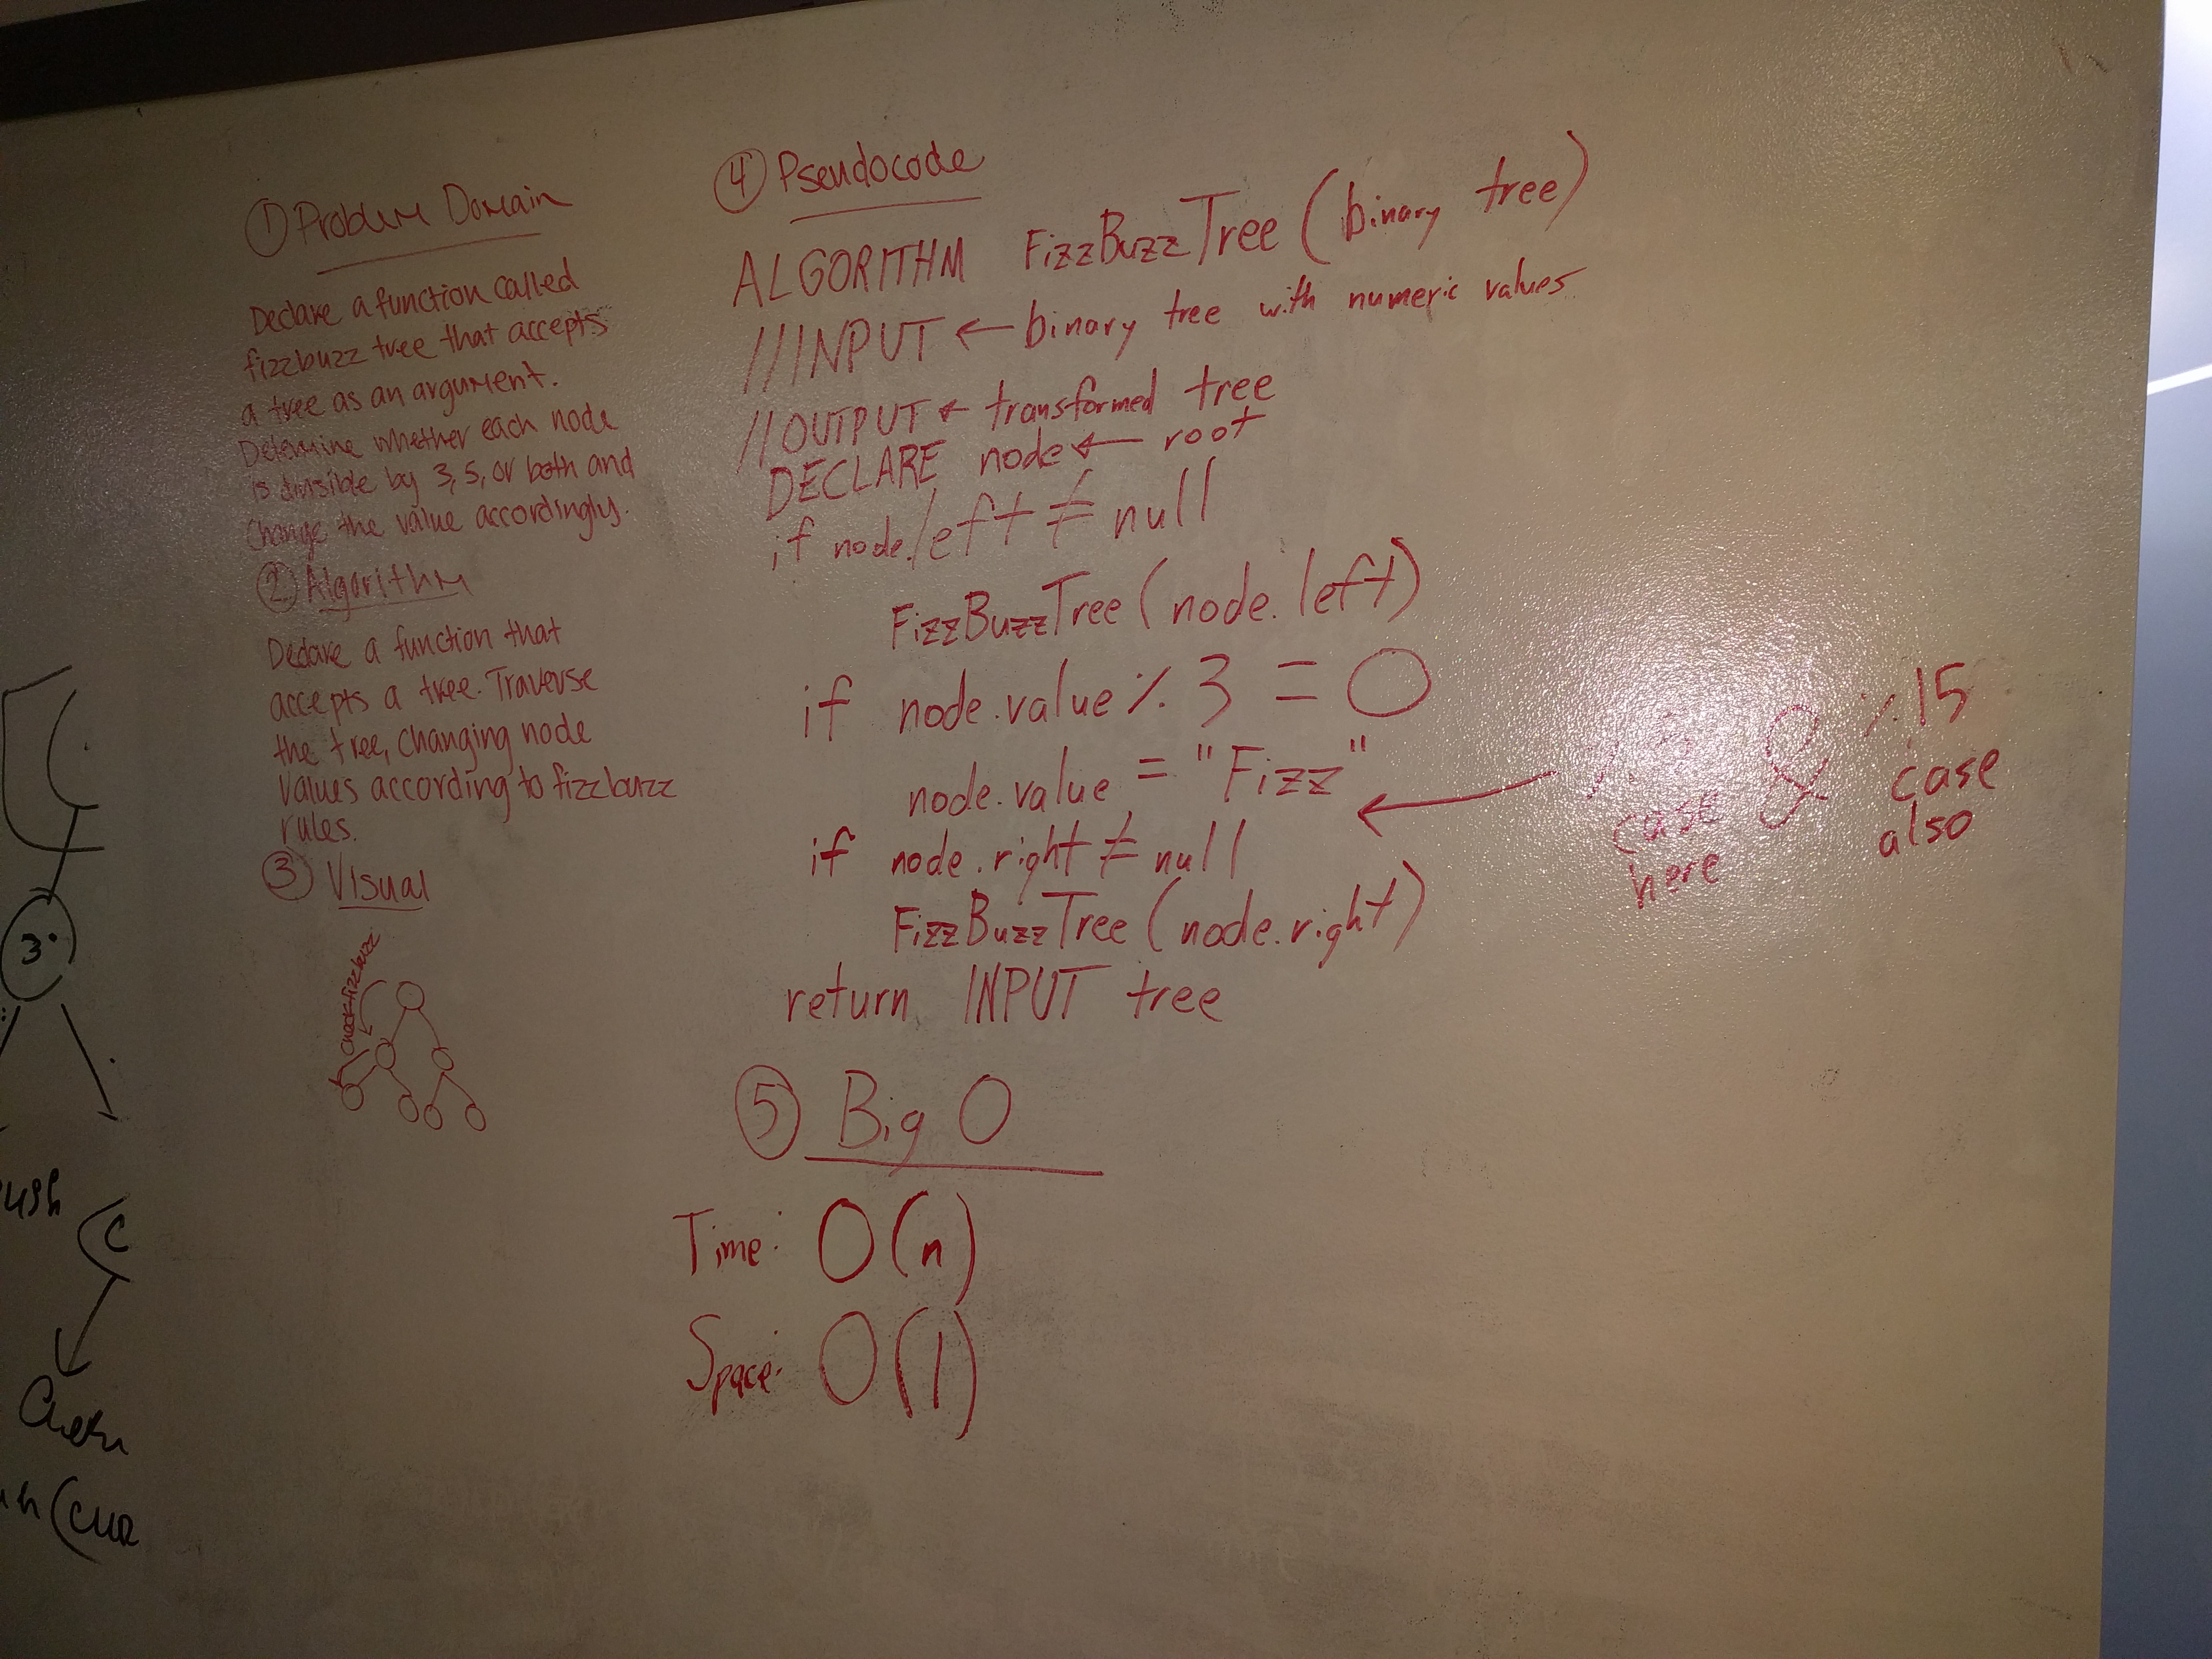 ① Problem Domain
Declare a function called
fizzbuzz tree that accepts
a tree as an argument.
Determine whether each node
is divisible by 3, 5, or both and
Change the value accordingly.
② Algorithm
Declare a function that
accepts a tree. Traverse
the tree, changing node
Values according to fizzbuzz
rules.
③ Visual
check fizzbuzz
④ Pseudocode
ALGORITHM FizzBuzzTree (binary tree)
//INPUT ← binary tree with numeric values
//OUTPUT ← transformed tree
DECLARE node ← root
if node.left ≠ null
FizzBuzzTree (node.left)
if node.value % 3 = 0
node.value = "Fizz"
if node.right ≠ null
FizzBuzzTree (node.right)
return INPUT tree
& % 15
case case
here also
⑤ Big O
Time: O(n)
Space: O(1)
3
ush
C